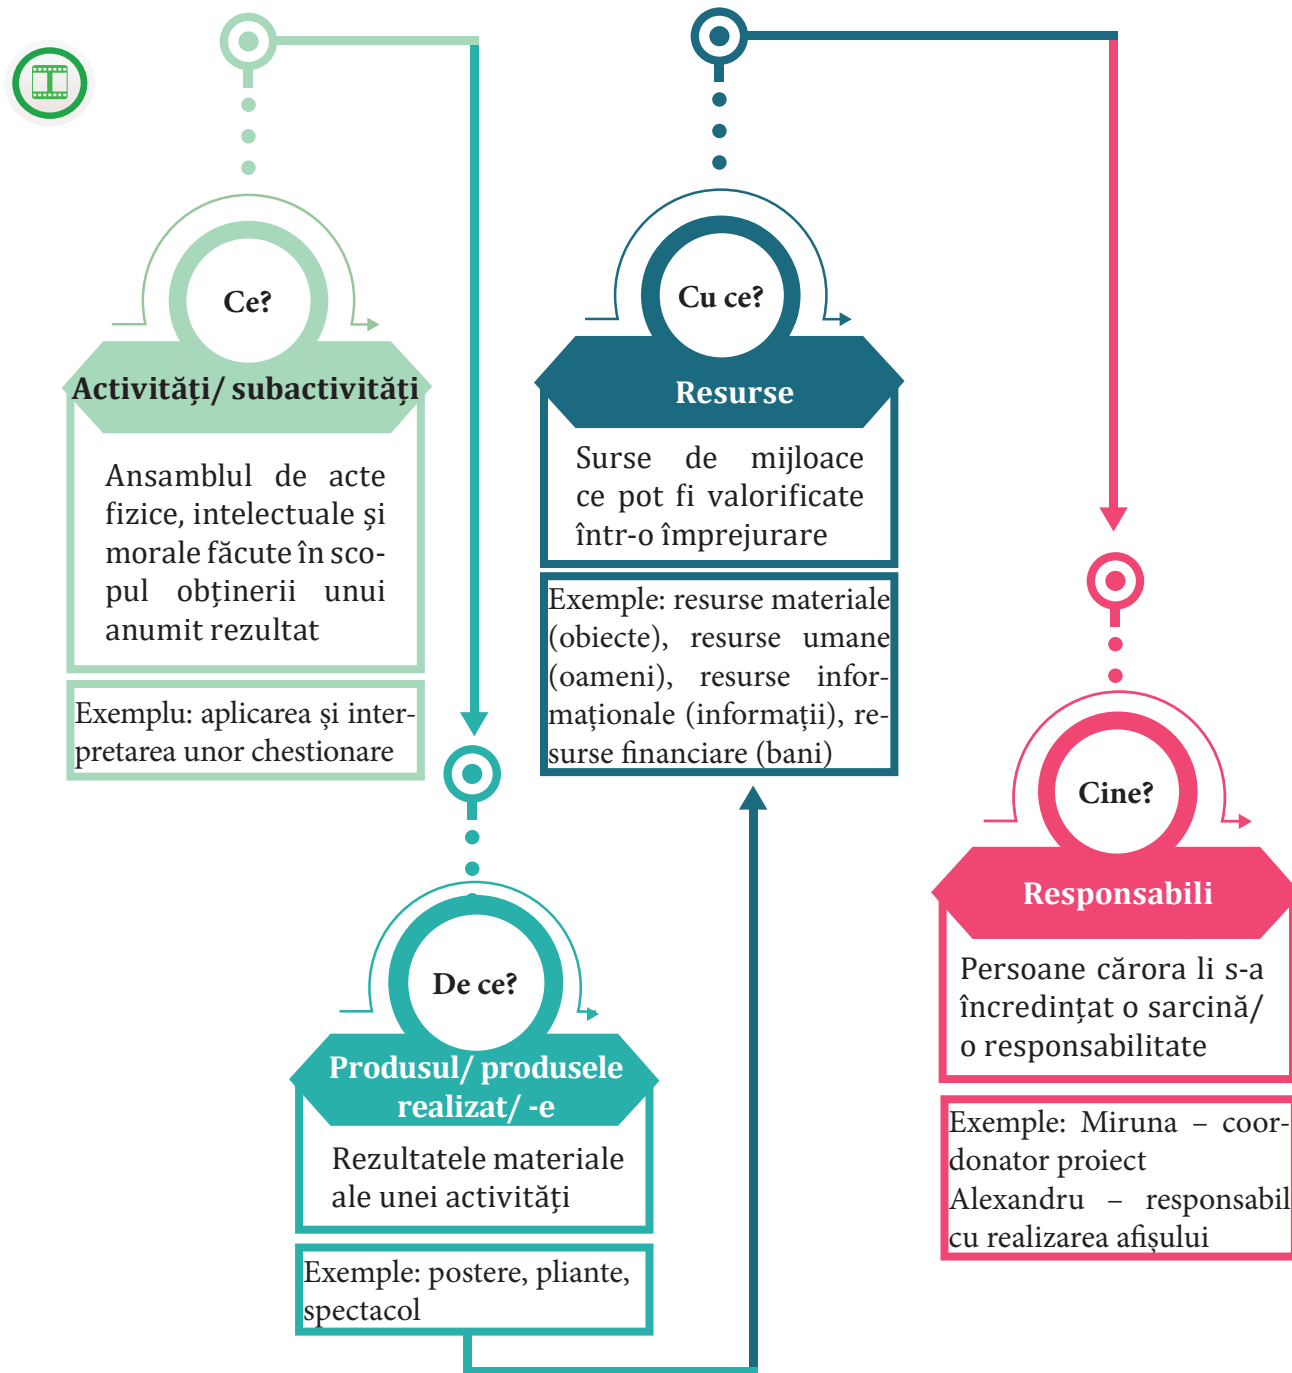 Ce?
Activități/ subactivități
Ansamblul de acte
fizice, intelectuale și
morale făcute în sco-
pul obținerii unui
anumit rezultat
Exemplu: aplicarea și inter-
pretarea unor chestionare
De ce?
Produsul/ produsele
realizat/ -e
Rezultatele materiale
ale unei activități
Exemple: postere, pliante,
spectacol
Cu ce?
Resurse
Surse de mijloace
ce pot fi valorificate
într-o împrejurare
Exemple: resurse materiale
(obiecte), resurse umane
(oameni), resurse infor-
maționale (informații), re-
surse financiare (bani)
Cine?
Responsabili
Persoane cărora li s-a
încredințat o sarcină/
o responsabilitate
Exemple: Miruna – coor-
donator proiect
Alexandru – responsabil
cu realizarea afișului